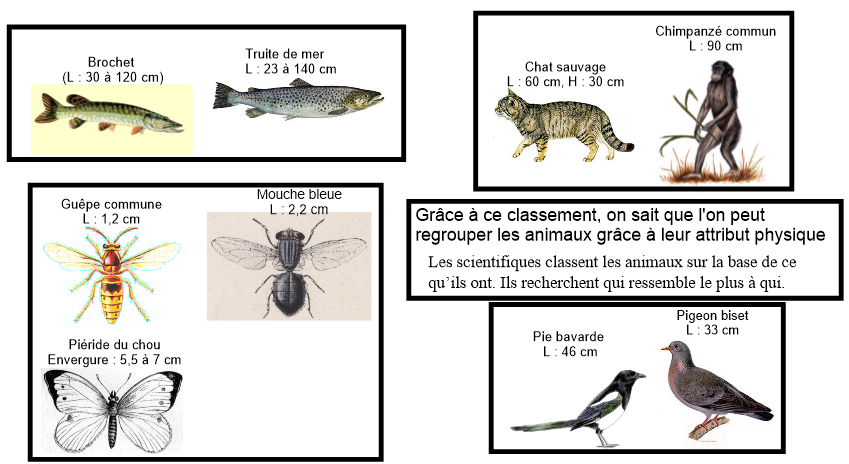 Brochet
(L : 30 à 120 cm)
Truite de mer
L : 23 à 140 cm
Chat sauvage
L : 60 cm, H : 30 cm
Chimpanzé commun
L : 90 cm
Guêpe commune
L : 1,2 cm
Mouche bleue
L : 2,2 cm
Piéride du chou
Envergure : 5,5 à 7 cm
Grâce à ce classement, on sait que l'on peut
regrouper les animaux grâce à leur attribut physique
Les scientifiques classent les animaux sur la base de ce
qu’ils ont. Ils recherchent qui ressemble le plus à qui.
Pie bavarde
L : 46 cm
Pigeon biset
L : 33 cm